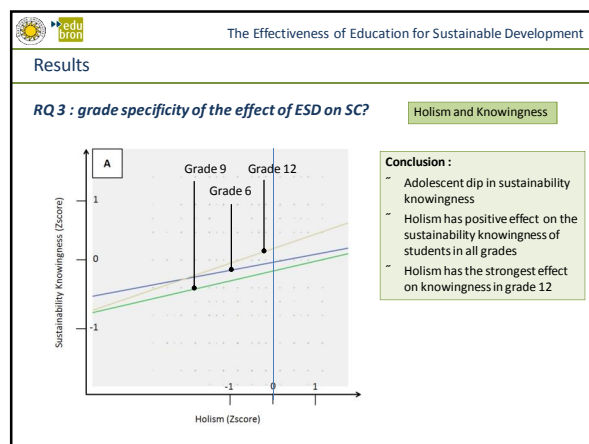 edu
bron
The Effectiveness of Education for Sustainable Development
Results
RQ 3 : grade specificity of the effect of ESD on SC?
Holism and Knowingness
A
Grade 9
Grade 12
Grade 6
Sustainability Knowingness (Zscore)
1
0
-1
-1
0
1
Holism (Zscore)
Conclusion :
˝ Adolescent dip in sustainability
knowingness
˝ Holism has positive effect on the
sustainability knowingness of
students in all grades
˝ Holism has the strongest effect
on knowingness in grade 12